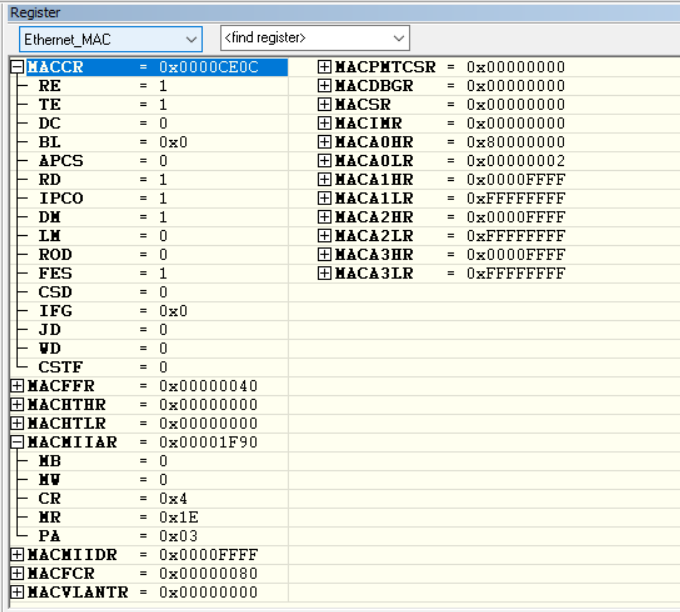 Register
Ethernet_MAC
<find register>
MACCR = 0x0000CE0C
RE = 1
TE = 1
DC = 0
BL = 0x0
APCS = 0
RD = 1
IPCO = 1
DM = 1
LM = 0
ROD = 0
FES = 1
CSD = 0
IFG = 0x0
JD = 0
WD = 0
CSTF = 0
MACFFR = 0x00000040
MACHTHR = 0x00000000
MACHTLR = 0x00000000
MACMIIAR = 0x00001F90
MB = 0
MW = 0
CR = 0x4
MR = 0x1E
PA = 0x03
MACMIIDR = 0x0000FFFF
MACFCR = 0x00000080
MACVLANTR = 0x00000000
MACPMTCSR = 0x00000000
MACDBGR = 0x00000000
MACSR = 0x00000000
MACIMR = 0x00000000
MACA0HR = 0x80000000
MACA0LR = 0x00000002
MACA1HR = 0x0000FFFF
MACA1LR = 0xFFFFFFFF
MACA2HR = 0x0000FFFF
MACA2LR = 0xFFFFFFFF
MACA3HR = 0x0000FFFF
MACA3LR = 0xFFFFFFFF